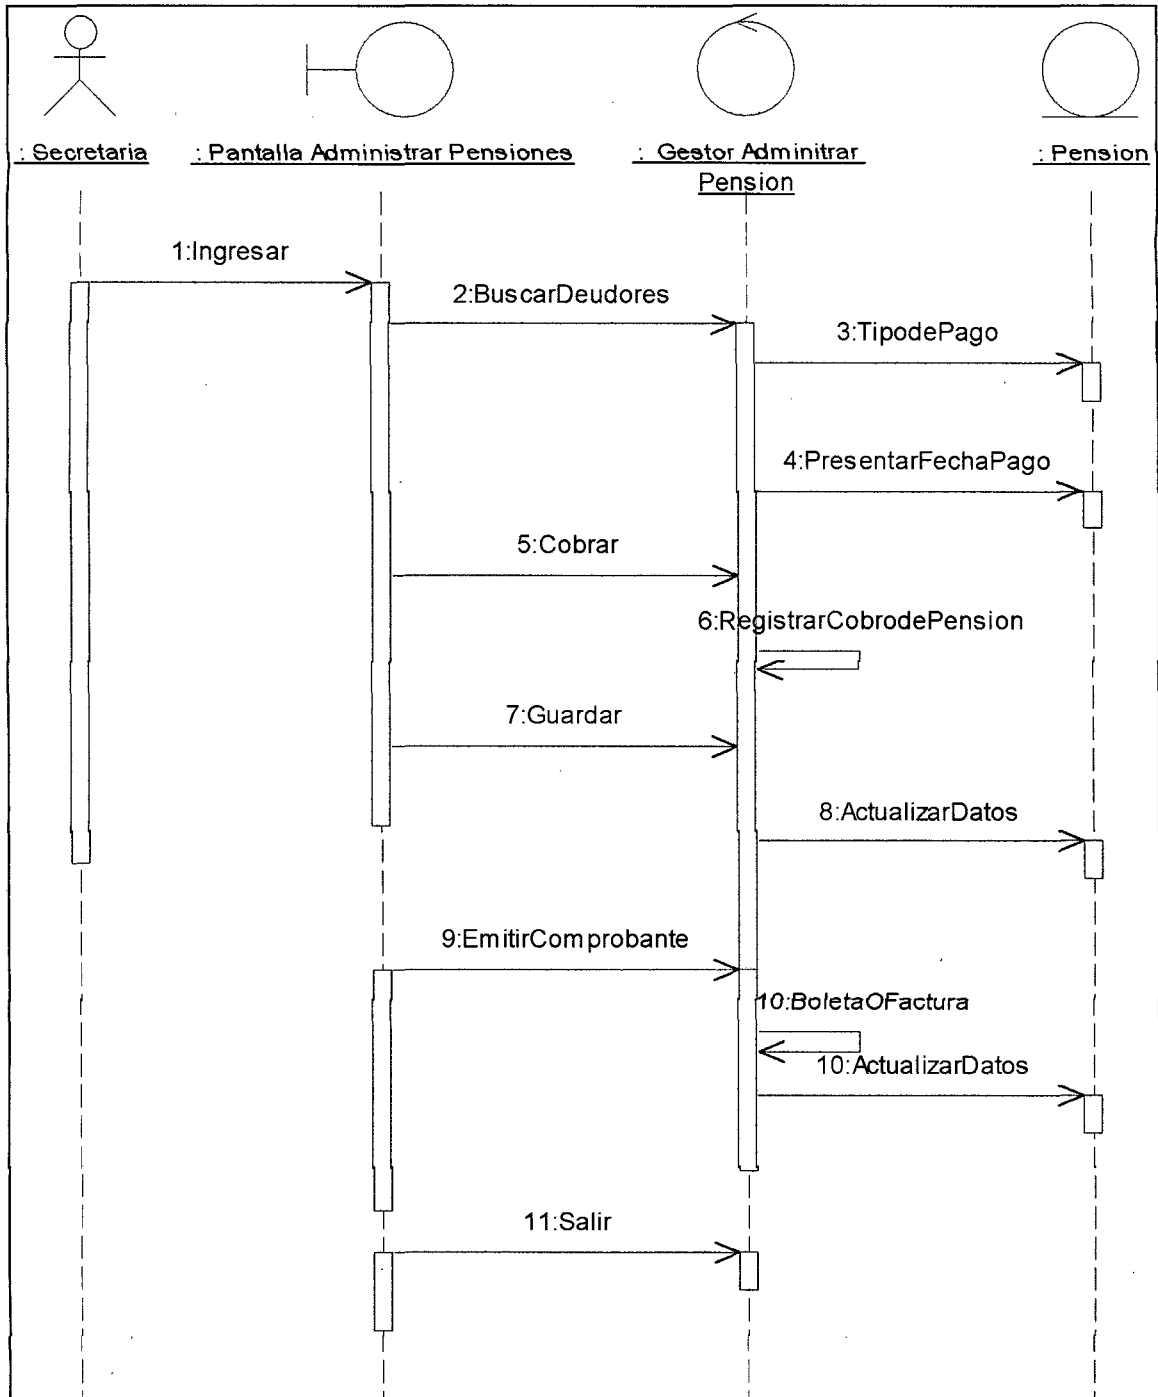 : Secretaria
: Pantalla Administrar Pensiones
: Gestor Adminitrar
Pension
: Pension
1:Ingresar
2:BuscarDeudores
3:TipodePago
4:PresentarFechaPago
5:Cobrar
6:RegistrarCobrodePension
7:Guardar
8:ActualizarDatos
9:EmitirComprobante
10:BoletaOFactura
10:ActualizarDatos
11:Salir